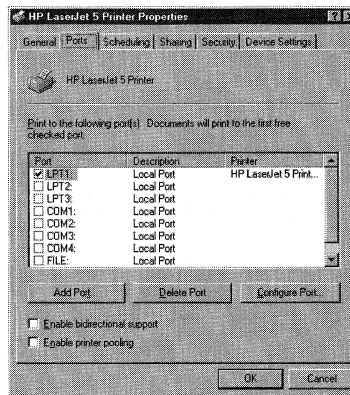 HP LaserJet 5 Printer Properties
General Ports Scheduling Sharing Security Device Settings
HP LaserJet 5 Printer
Print to the following port(s). Documents will print to the first free
checked port.
Port Description Printer
LPT1: Local Port HP LaserJet 5 Print...
LPT2: Local Port
LPT3: Local Port
COM1: Local Port
COM2: Local Port
COM3: Local Port
COM4: Local Port
FILE: Local Port
Add Port... Delete Port Configure Port...
Enable bidirectional support
Enable printer pooling
OK Cancel